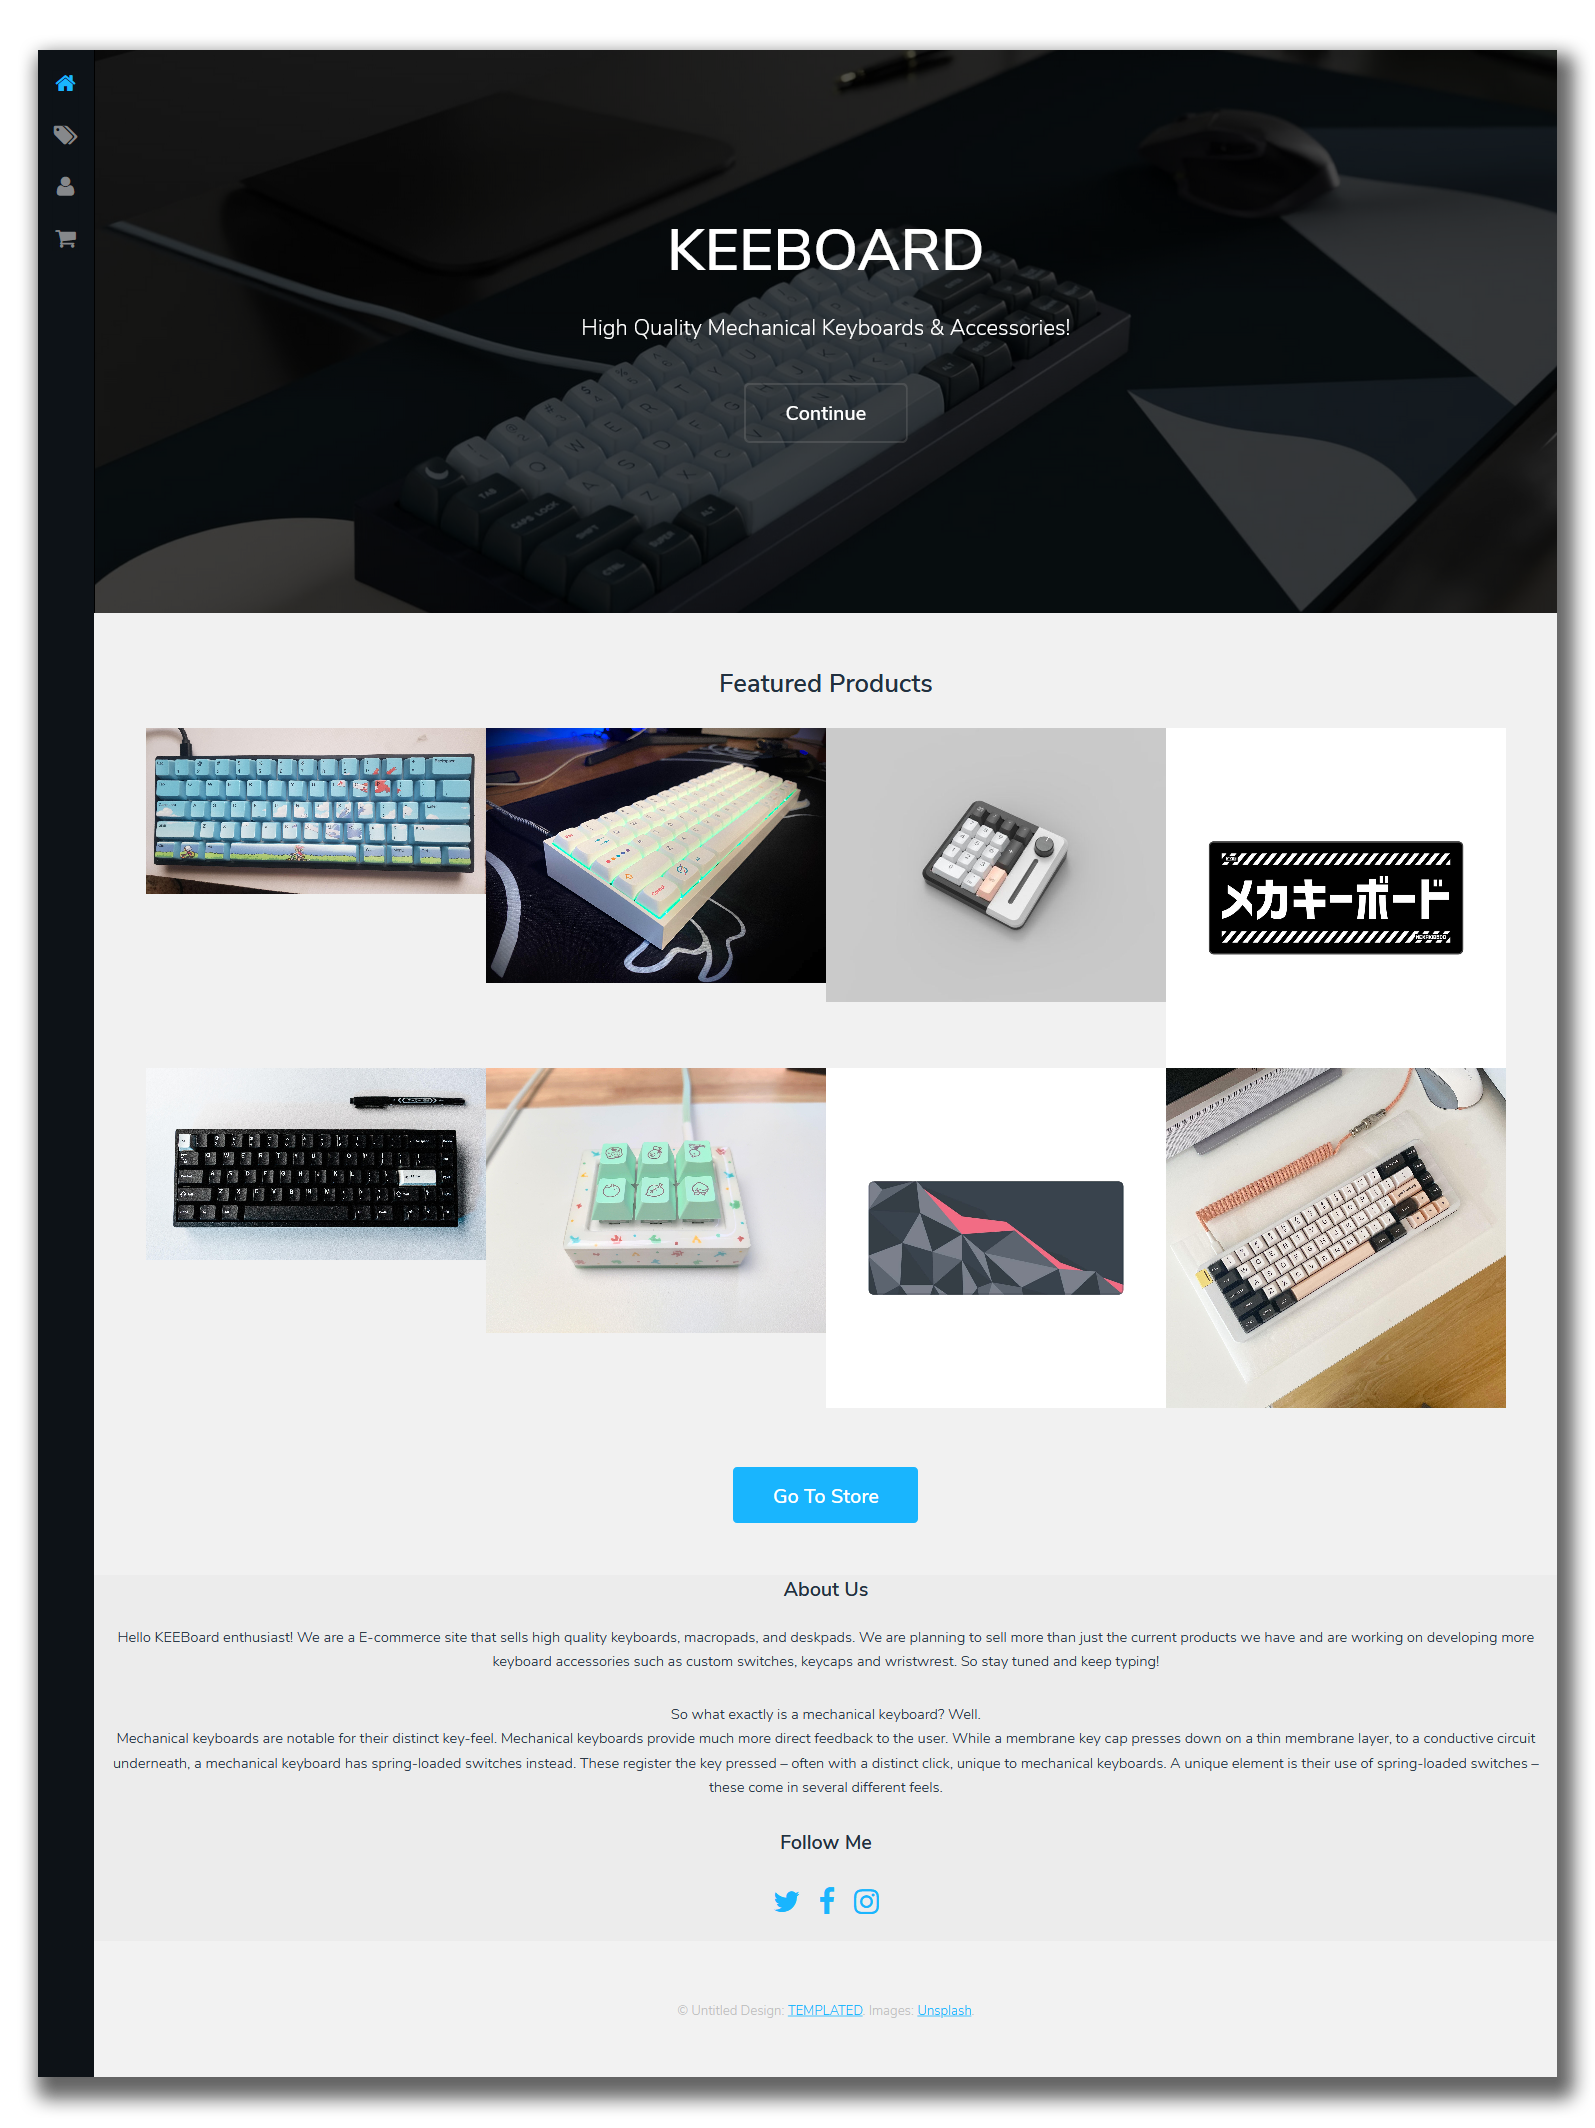 KEEBOARD
High Quality Mechanical Keyboards & Accessories!
Continue
TAB
CAPS LOCK
SHIFT
SUPER
ALT
CTRL
ALT
Featured Products
メカキーボード
Go To Store
About Us
Hello KEEBoard enthusiast! We are a E-commerce site that sells high quality keyboards, macropads, and deskpads. We are planning to sell more than just the current products we have and are working on developing more
keyboard accessories such as custom switches, keycaps and wristwrest. So stay tuned and keep typing!
So what exactly is a mechanical keyboard? Well.
Mechanical keyboards are notable for their distinct key-feel. Mechanical keyboards provide much more direct feedback to the user. While a membrane key cap presses down on a thin membrane layer, to a conductive circuit
underneath, a mechanical keyboard has spring-loaded switches instead. These register the key pressed – often with a distinct click, unique to mechanical keyboards. A unique element is their use of spring-loaded switches –
these come in several different feels.
Follow Me
© Untitled Design: TEMPLATED. Images: Unsplash.